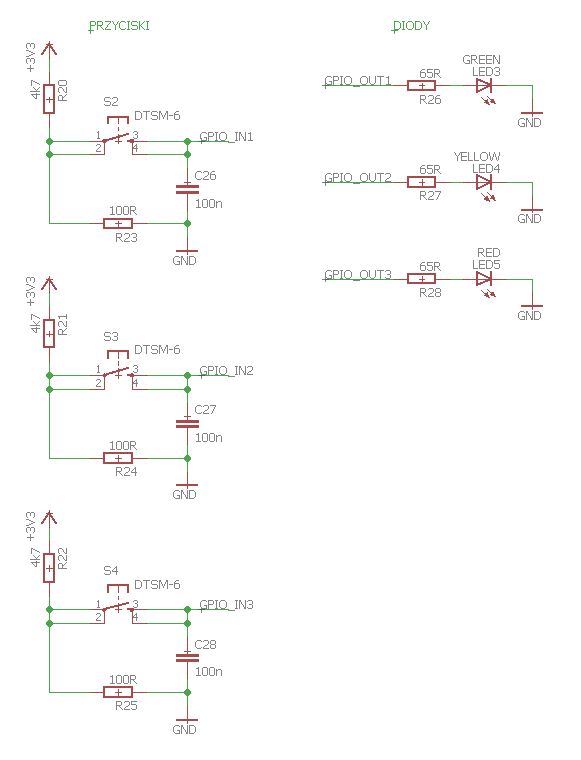 PRZYCISKI
+3V3
4k7
R20
S2
DTSM-6
1
2
3
4
GPIO_IN1
C26
100n
100R
R23
GND
+3V3
4k7
R21
S3
DTSM-6
1
2
3
4
GPIO_IN2
C27
100n
100R
R24
GND
+3V3
4k7
R22
S4
DTSM-6
1
2
3
4
GPIO_IN3
C28
100n
100R
R25
GND
DIODY
GPIO_OUT1
65R
R26
GREEN
LED3
GND
GPIO_OUT2
65R
R27
YELLOW
LED4
GND
GPIO_OUT3
65R
R28
RED
LED5
GND